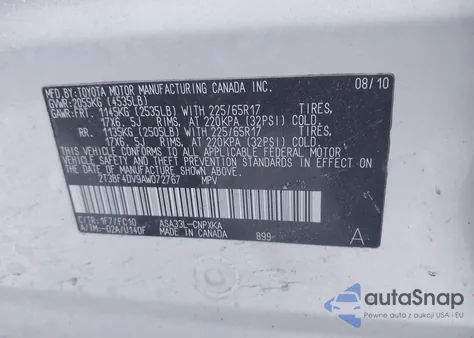 MFD.BY:TOYOTA MOTOR MANUFACTURING CANADA INC. 08/10
GVWR:2055KG (4535LB)
GAWR:FRT. 1145KG (2535LB) WITH 225/65R17 TIRES,
17X6.5J RIMS, AT 220KPA (32PSI) COLD.
RR. 1135KG (2505LB) WITH 225/65R17 TIRES,
17X6.5J RIMS, AT 220KPA (32PSI) COLD.
THIS VEHICLE CONFORMS TO ALL APPLICABLE FEDERAL MOTOR
VEHICLE SAFETY STANDARDS IN EFFECT ON THE DATE OF
MANUFACTURE SHOWN ABOVE.
2T3BF4DV9AW072767 MPV
C/TR:1F7/FC10 ASA33L-CNPXKA
A/TM:-02A/U140F MADE IN CANADA 899 A
autoSnap
Pewne auta z aukcji USA i EU